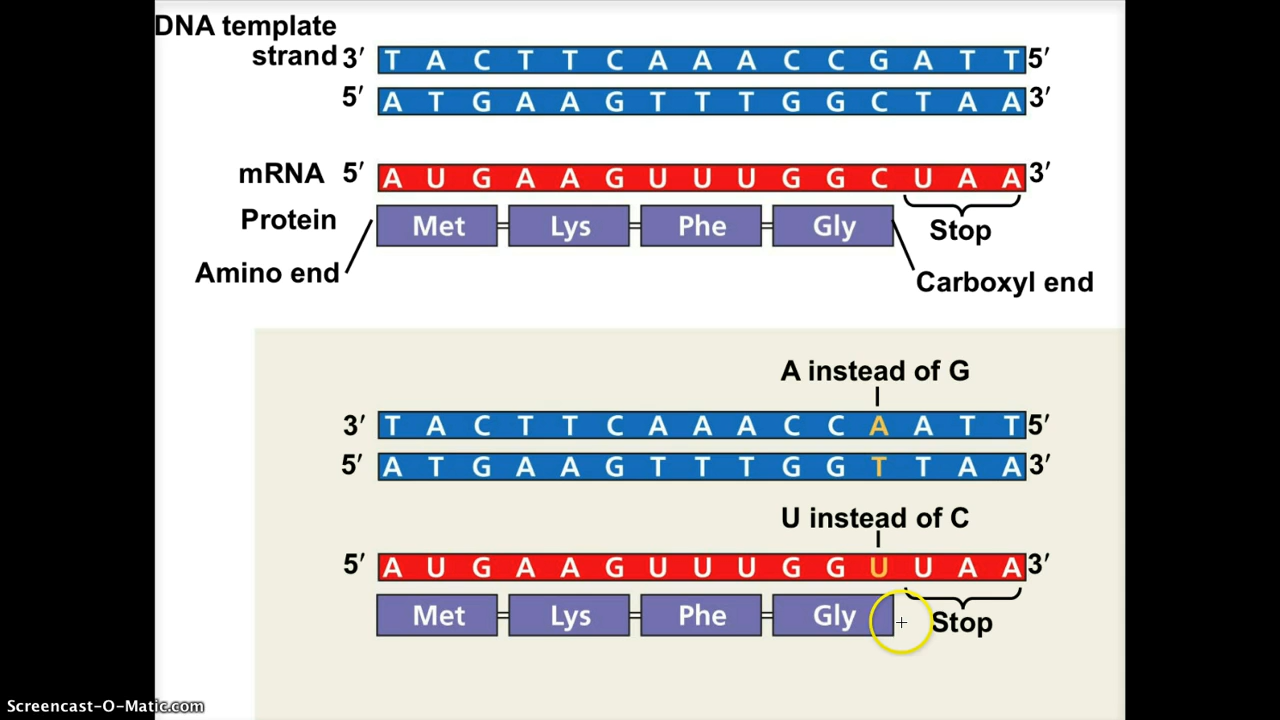 DNA template
strand 3′ T A C T T C A A A C C G A T T 5′
5′ A T G A A G T T T G G C T A A 3′
mRNA 5′ A U G A A G U U U G G C U A A 3′
Protein Met Lys Phe Gly Stop
Amino end Carboxyl end
A instead of G
3′ T A C T T C A A A C C A A T T 5′
5′ A T G A A G T T T G G T T A A 3′
U instead of C
5′ A U G A A G U U U G G U U A A 3′
Met Lys Phe Gly Stop
Screencast-O-Matic.com